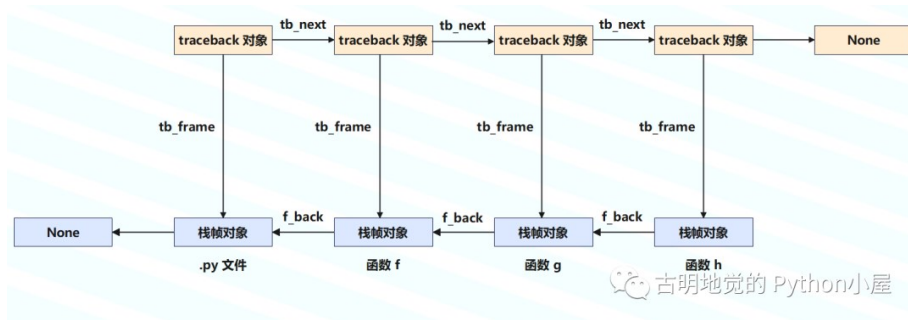 tb_next
tb_next
tb_next
traceback 对象
traceback 对象
traceback 对象
traceback 对象
None
tb_frame
tb_frame
tb_frame
tb_frame
f_back
f_back
f_back
None
栈帧对象
栈帧对象
栈帧对象
栈帧对象
.py 文件
函数 f
函数 g
函数 h
古明地觉的 Python小屋